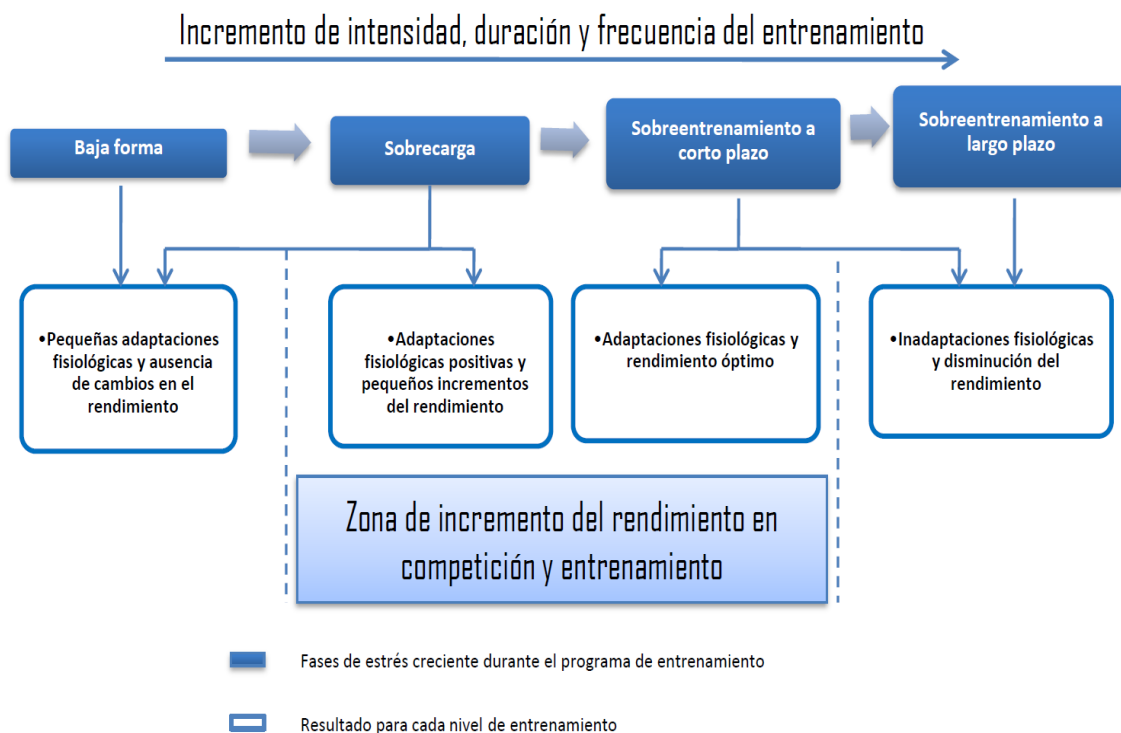 Incremento de intensidad, duración y frecuencia del entrenamiento
Baja forma
Sobrecarga
Sobreentrenamiento a
corto plazo
Sobreentrenamiento a
largo plazo
•Pequeñas adaptaciones
fisiológicas y ausencia
de cambios en el
rendimiento
•Adaptaciones
fisiológicas positivas y
pequeños incrementos
del rendimiento
•Adaptaciones fisiológicas y
rendimiento óptimo
•Inadaptaciones fisiológicas
y disminución del
rendimiento
Zona de incremento del rendimiento en
competición y entrenamiento
Fases de estrés creciente durante el programa de entrenamiento
Resultado para cada nivel de entrenamiento